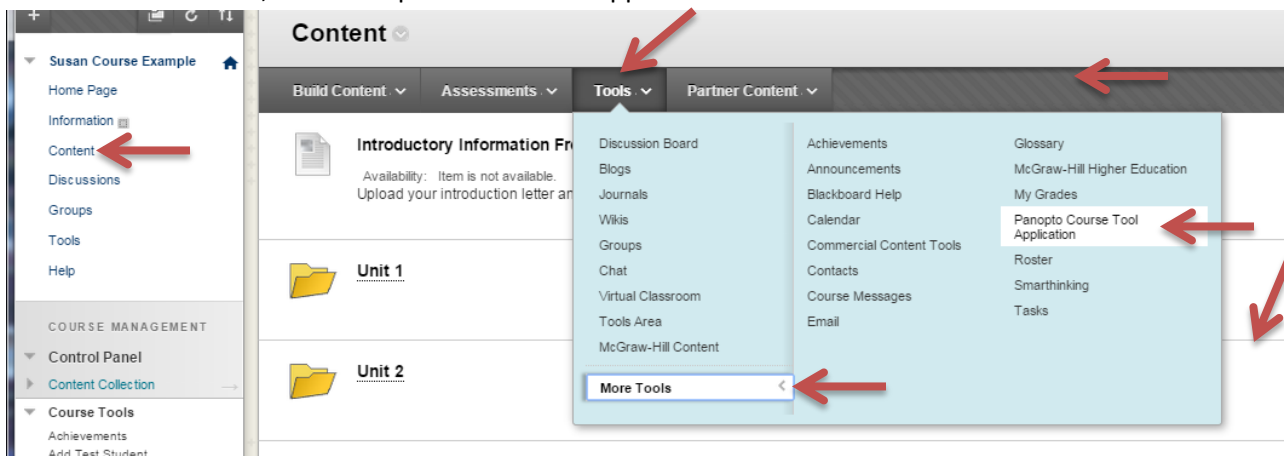 Content
Susan Course Example
Home Page
Information
Content
Discussions
Groups
Tools
Help
COURSE MANAGEMENT
Control Panel
Content Collection
Course Tools
Achievements
Add Test Student
Build Content
Assessments
Tools
Partner Content
Introductory Information Fr
Availability: Item is not available.
Upload your introduction letter an
Unit 1
Unit 2
Discussion Board
Blogs
Journals
Wikis
Groups
Chat
Virtual Classroom
Tools Area
McGraw-Hill Content
More Tools
Achievements
Announcements
Blackboard Help
Calendar
Commercial Content Tools
Contacts
Course Messages
Email
Glossary
McGraw-Hill Higher Education
My Grades
Panopto Course Tool
Application
Roster
Smarthinking
Tasks